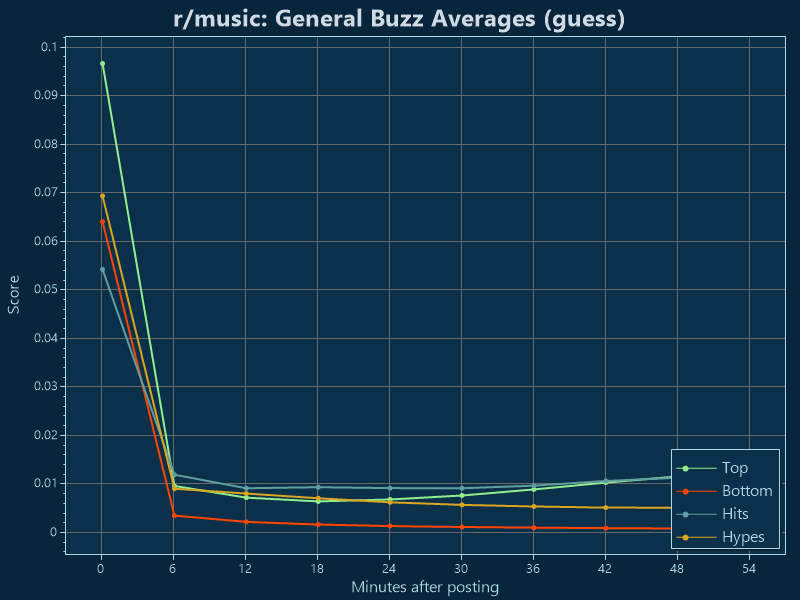 r/music: General Buzz Averages (guess)
0.1
0.09
0.08
0.07
0.06
0.05
0.04
0.03
0.02
0.01
0
Score
Top
Bottom
Hits
Hypes
0 6 12 18 24 30 36 42 48 54
Minutes after posting